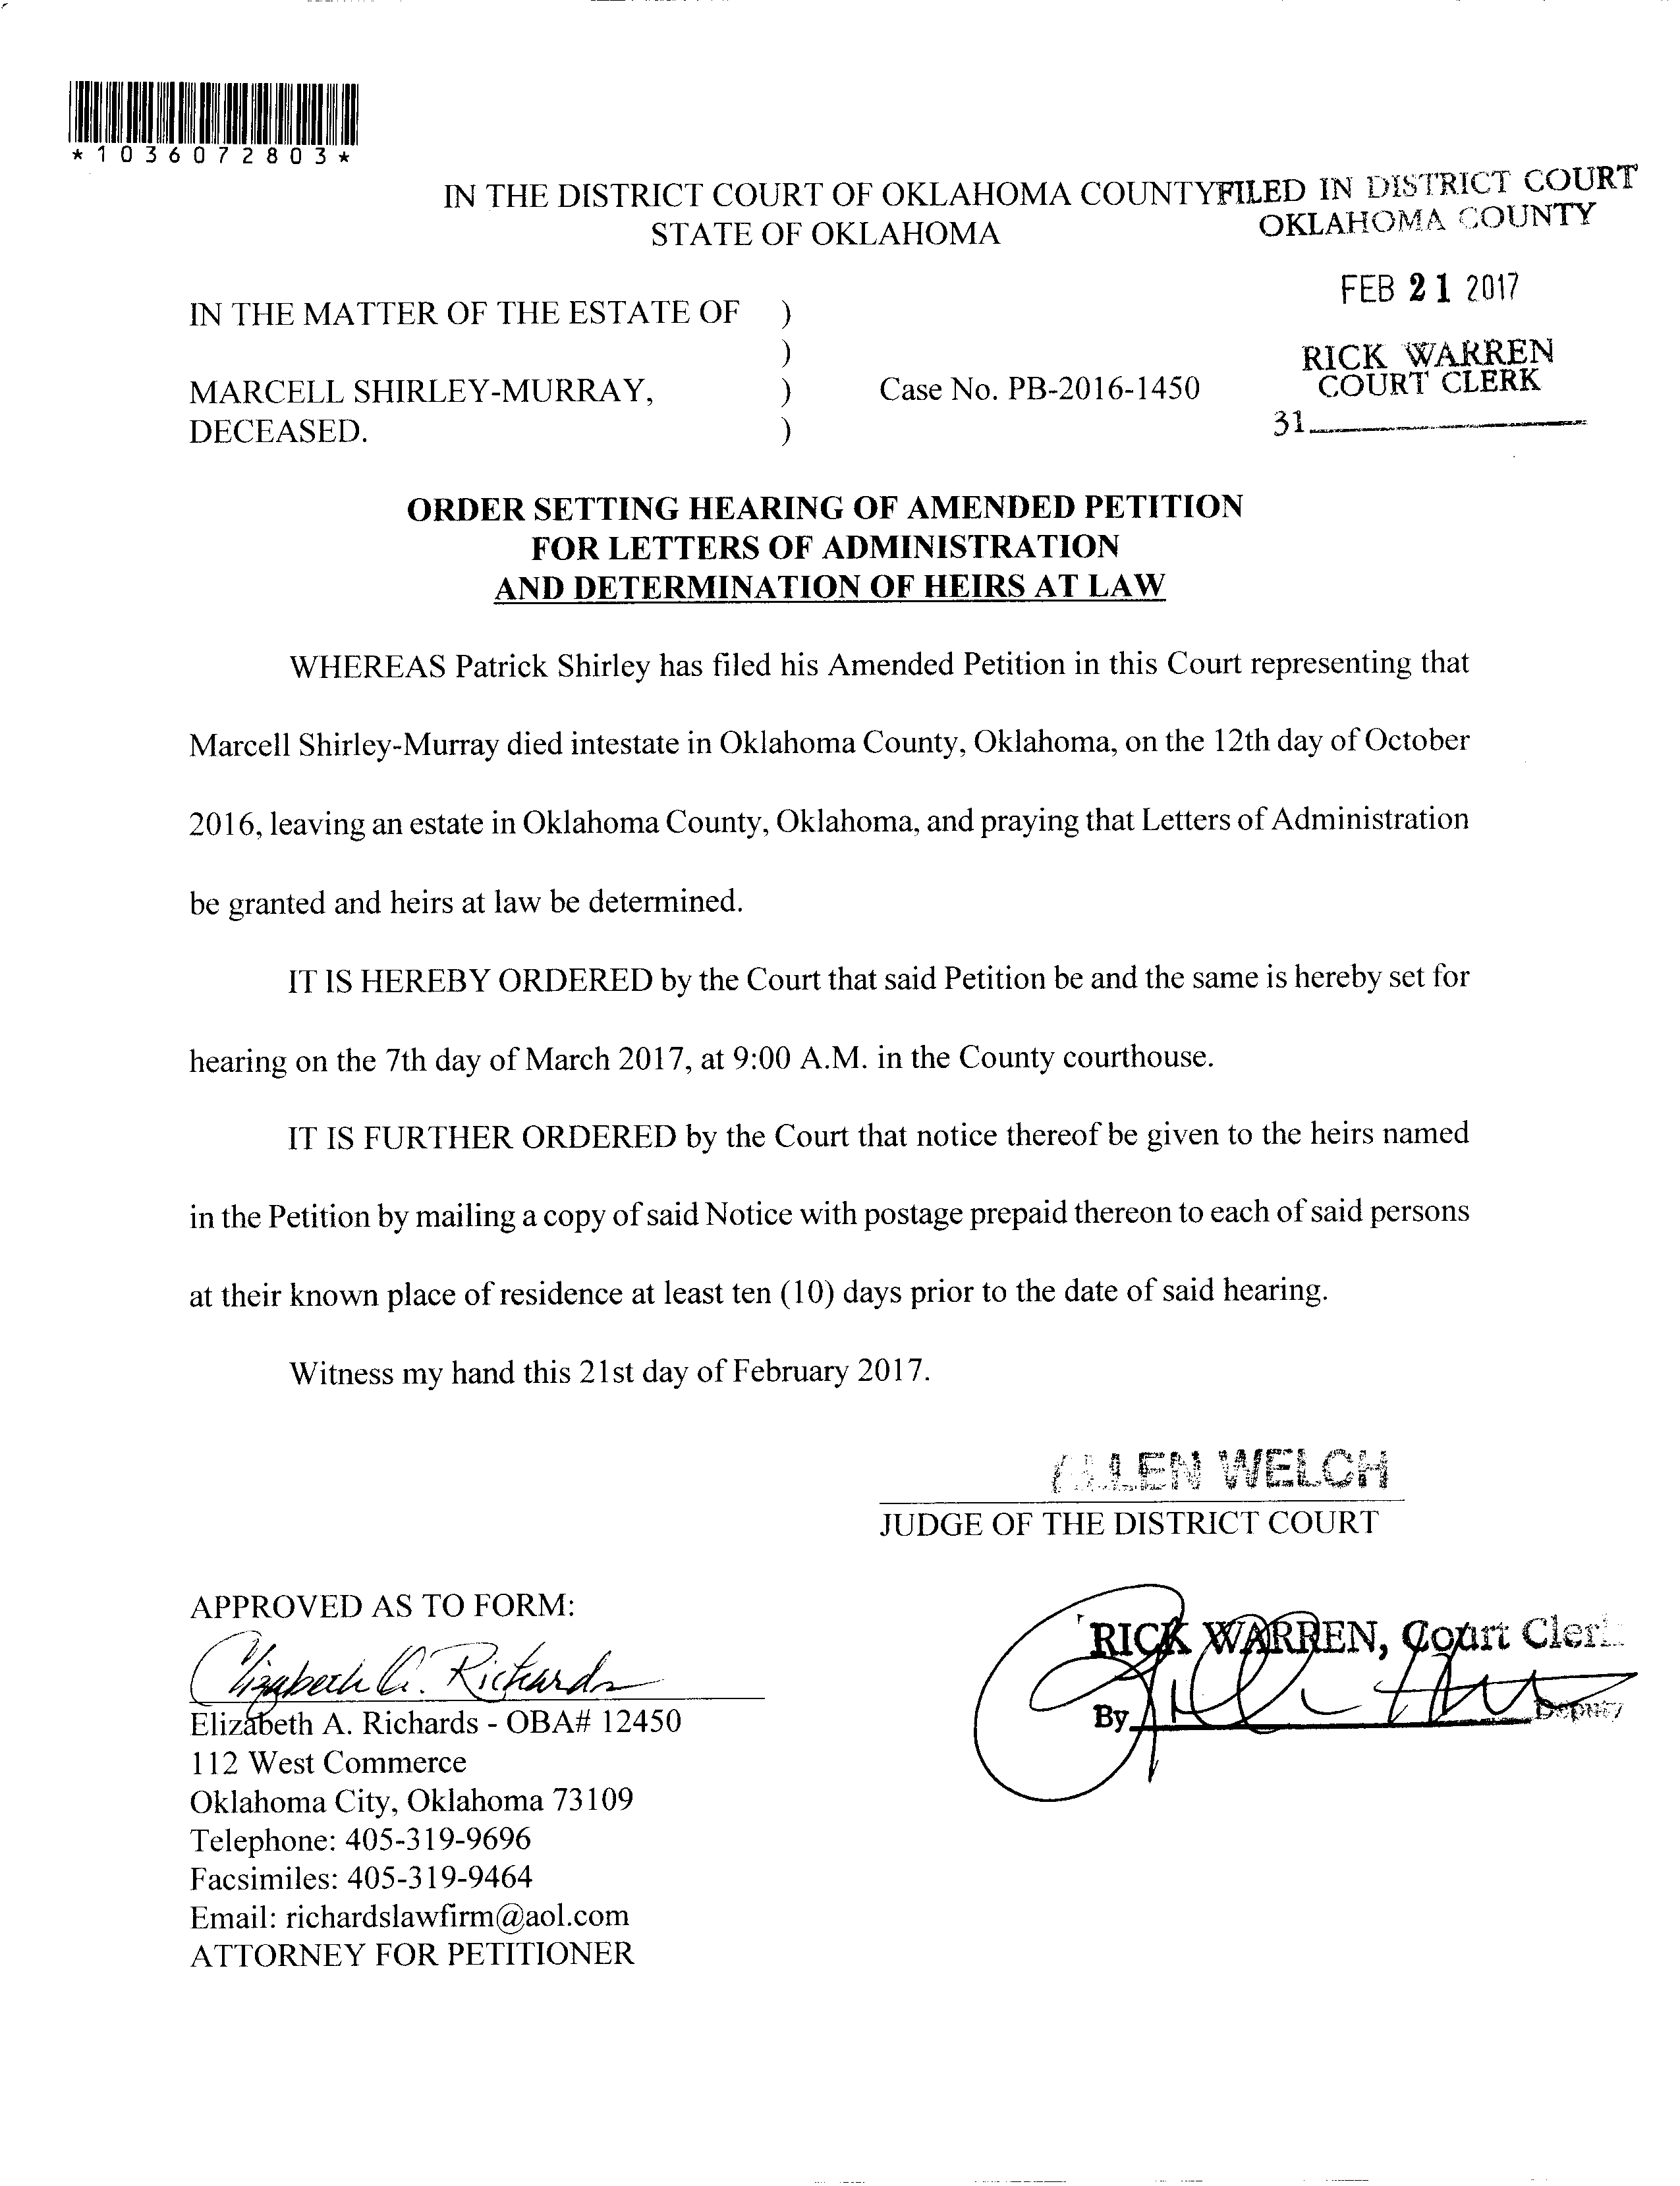 *1036072803*
IN THE DISTRICT COURT OF OKLAHOMA COUNTY
STATE OF OKLAHOMA
FILED IN DISTRICT COURT
OKLAHOMA COUNTY
FEB 21 2017
RICK WARREN
COURT CLERK
31
IN THE MATTER OF THE ESTATE OF )
)
MARCELL SHIRLEY-MURRAY, ) Case No. PB-2016-1450
DECEASED. )
ORDER SETTING HEARING OF AMENDED PETITION
FOR LETTERS OF ADMINISTRATION
AND DETERMINATION OF HEIRS AT LAW
WHEREAS Patrick Shirley has filed his Amended Petition in this Court representing that
Marcell Shirley-Murray died intestate in Oklahoma County, Oklahoma, on the 12th day of October
2016, leaving an estate in Oklahoma County, Oklahoma, and praying that Letters of Administration
be granted and heirs at law be determined.
IT IS HEREBY ORDERED by the Court that said Petition be and the same is hereby set for
hearing on the 7th day of March 2017, at 9:00 A.M. in the County courthouse.
IT IS FURTHER ORDERED by the Court that notice thereof be given to the heirs named
in the Petition by mailing a copy of said Notice with postage prepaid thereon to each of said persons
at their known place of residence at least ten (10) days prior to the date of said hearing.
Witness my hand this 21st day of February 2017.
ALLEN WELCH
JUDGE OF THE DISTRICT COURT
APPROVED AS TO FORM:
Elizabeth A. Richards
Elizabeth A. Richards - OBA# 12450
112 West Commerce
Oklahoma City, Oklahoma 73109
Telephone: 405-319-9696
Facsimiles: 405-319-9464
Email: richardslawfirm@aol.com
ATTORNEY FOR PETITIONER
RICK WARREN, Court Clerk
By Deputy